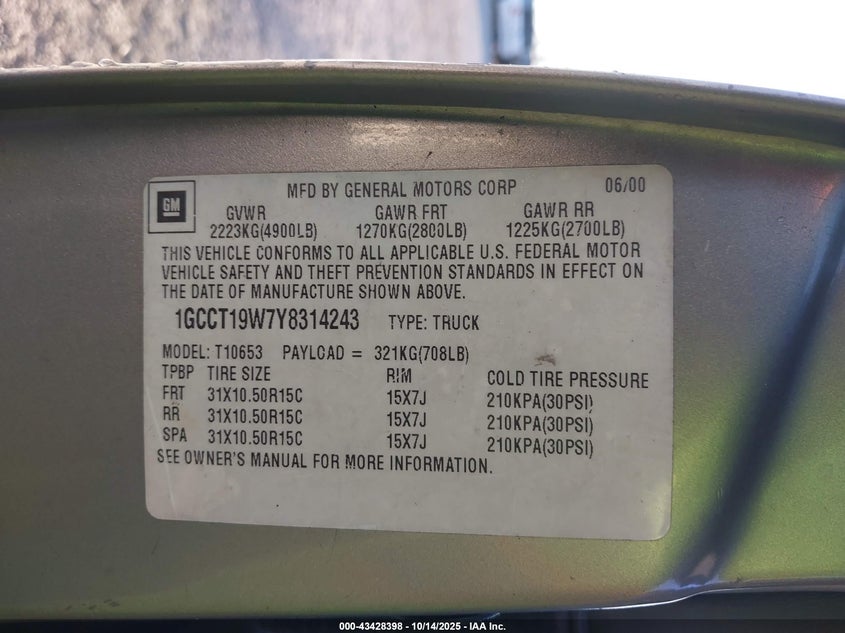 GM
MFD BY GENERAL MOTORS CORP 06/00
GVWR GAWR FRT GAWR RR
2223KG(4900LB) 1270KG(2800LB) 1225KG(2700LB)
THIS VEHICLE CONFORMS TO ALL APPLICABLE U.S. FEDERAL MOTOR
VEHICLE SAFETY AND THEFT PREVENTION STANDARDS IN EFFECT ON
THE DATE OF MANUFACTURE SHOWN ABOVE.
1GCCT19W7Y8314243 TYPE: TRUCK
MODEL: T10653 PAYLOAD = 321KG(708LB)
TPBP TIRE SIZE RIM COLD TIRE PRESSURE
FRT 31X10.50R15C 15X7J 210KPA(30PSI)
RR 31X10.50R15C 15X7J 210KPA(30PSI)
SPA 31X10.50R15C 15X7J 210KPA(30PSI)
SEE OWNER'S MANUAL FOR MORE INFORMATION.
000-43428398 - 10/14/2025 - IAA Inc.